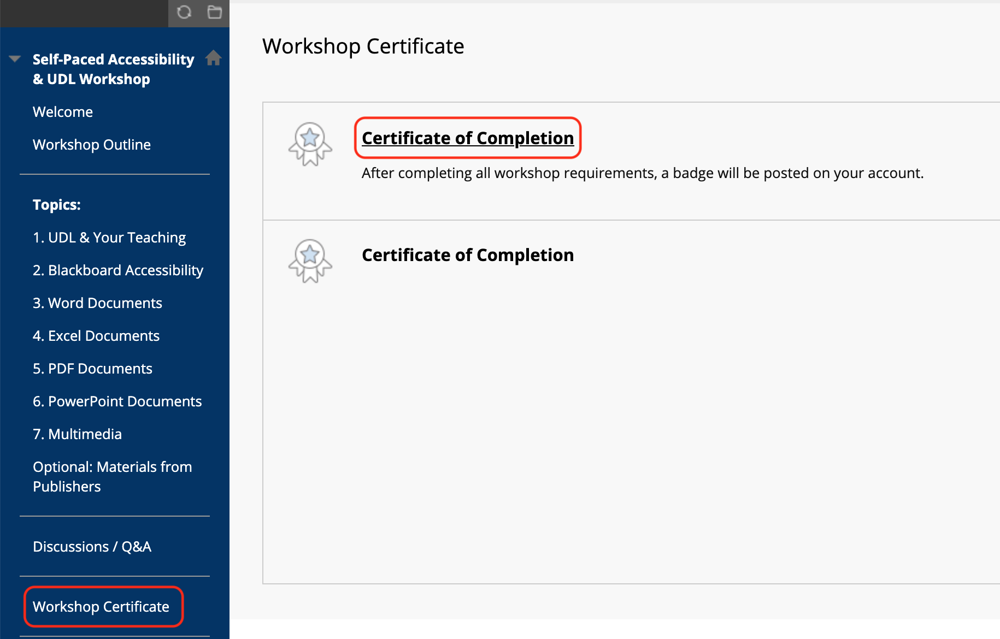 Self-Paced Accessibility
& UDL Workshop
Welcome
Workshop Outline
Topics:
1. UDL & Your Teaching
2. Blackboard Accessibility
3. Word Documents
4. Excel Documents
5. PDF Documents
6. PowerPoint Documents
7. Multimedia
Optional: Materials from
Publishers
Discussions / Q&A
Workshop Certificate
Workshop Certificate
Certificate of Completion
After completing all workshop requirements, a badge will be posted on your account.
Certificate of Completion